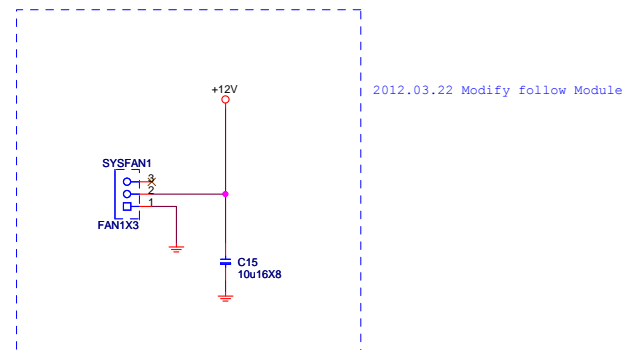 +12V
2012.03.22 Modify follow Module
SYSFAN1
3
2
1
FAN1X3
C15
10u16X8